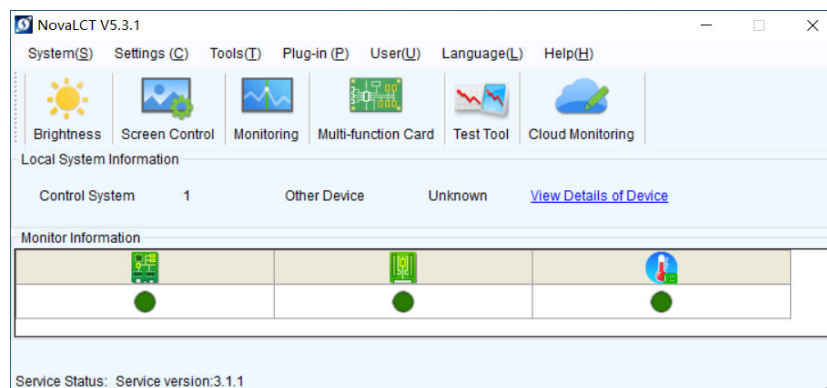 NovaLCT V5.3.1
System(S) Settings (C) Tools(T) Plug-in (P) User(U) Language(L) Help(H)
Brightness Screen Control Monitoring Multi-function Card Test Tool Cloud Monitoring
Local System Information
Control System 1 Other Device Unknown View Details of Device
Monitor Information
Service Status: Service version:3.1.1